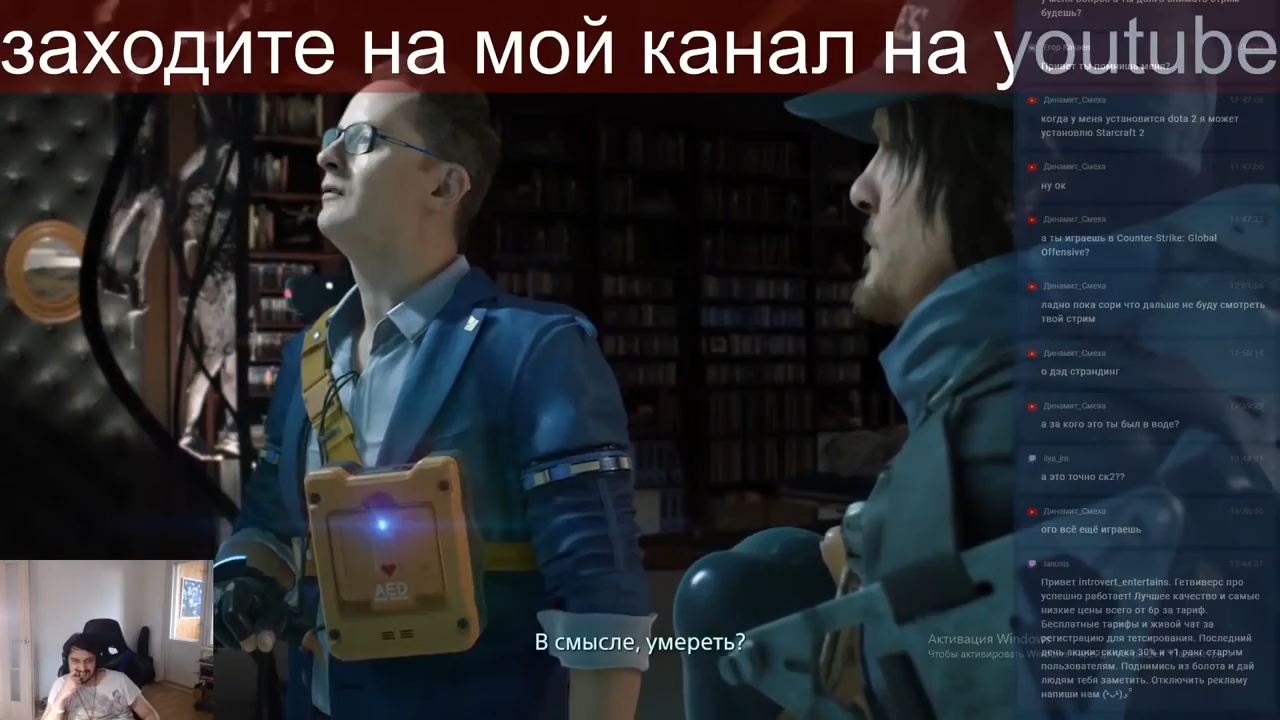 заходите на мой канал на youtube
будешь?
Привет ты помнишь меня?
Динамит_Смеха
когда у меня установится dota 2 я может
установлю Starcraft 2
Динамит_Смеха
ну ок
Динамит_Смеха
а ты играешь в Counter-Strike: Global
Offensive?
Динамит_Смеха
ладно пока сори что дальше не буду смотреть
твой стрим
Динамит_Смеха
о дэд стрэндинг
Динамит_Смеха
а за кого это ты был в воде?
ilya_jm
а это точно ск2??
Динамит_Смеха
ого всё ещё играешь
Привет introvert_entertains. Гетвиверс про
успешно работает! Лучшее качество и самые
низкие цены всего от 6р за тариф.
Бесплатные тарифы и живой чат за
регистрацию для тетсирования. Последний
день акции: скидка 30% и +1 ранг старым
пользователям. Поднимись из болота и дай
людям тебя заметить. Отключить рекламу
напиши нам
AED
В смысле, умереть?
Активация Windows
Чтобы активировать